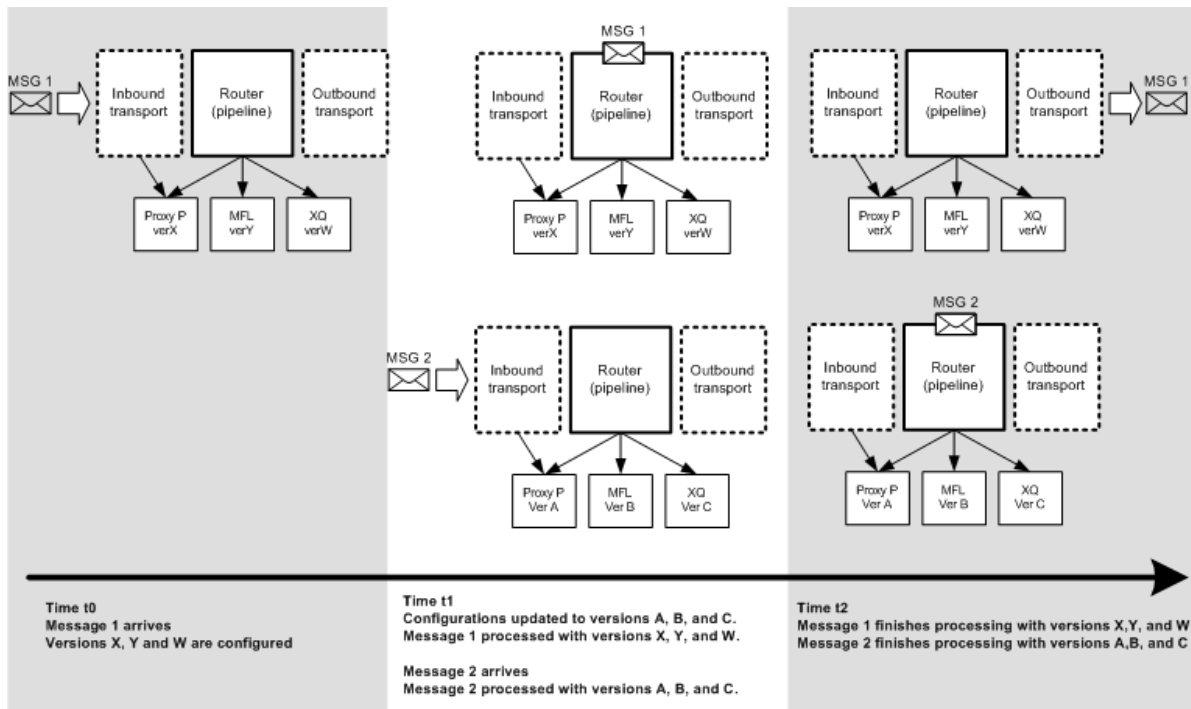 MSG 1
Inbound
transport
Router
(pipeline)
Outbound
transport
Proxy P
verX
MFL
verY
XQ
verW
MSG 1
Inbound
transport
Router
(pipeline)
Outbound
transport
Proxy P
verX
MFL
verY
XQ
verW
Inbound
transport
Router
(pipeline)
Outbound
transport
MSG 1
Proxy P
verX
MFL
verY
XQ
verW
MSG 2
Inbound
transport
Router
(pipeline)
Outbound
transport
Proxy P
Ver A
MFL
Ver B
XQ
Ver C
MSG 2
Inbound
transport
Router
(pipeline)
Outbound
transport
Proxy P
Ver A
MFL
Ver B
XQ
Ver C
Time t0
Message 1 arrives
Versions X, Y and W are configured
Time t1
Configurations updated to versions A, B, and C.
Message 1 processed with versions X, Y, and W.
Message 2 arrives
Message 2 processed with versions A, B, and C.
Time t2
Message 1 finishes processing with versions X,Y, and W
Message 2 finishes processing with versions A,B, and C